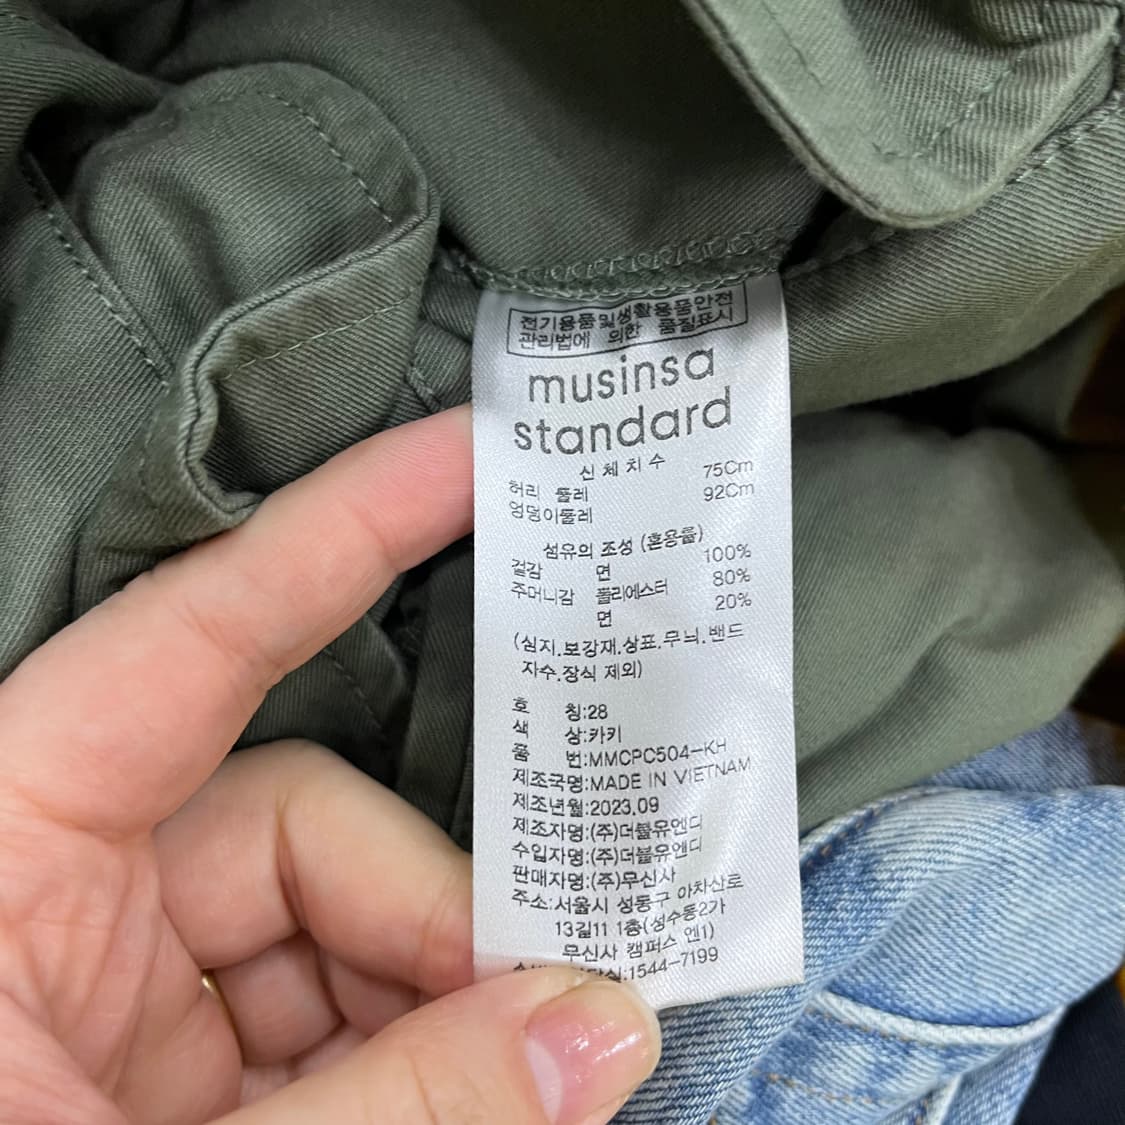 전기용품및생활용품안전
관리법에 의한 품질표시
musinsa
standard
신체치수
허리 둘레 75Cm
엉덩이둘레 92Cm
섬유의 조성 (혼용률)
겉감 면 100%
주머니감 폴리에스터 80%
면 20%
(심지.보강재.상표.무늬.밴드
자수.장식 제외)
호 칭:28
색 상:카키
품 번:MMCPC504-KH
제조국명:MADE IN VIETNAM
제조년월:2023.09
제조자명:(주)더블유앤디
수입자명:(주)더블유앤디
판매자명:(주)무신사
주소:서울시 성동구 아차산로
13길11 1층(성수동2가
무신사 캠퍼스 엔1)
:1544-7199